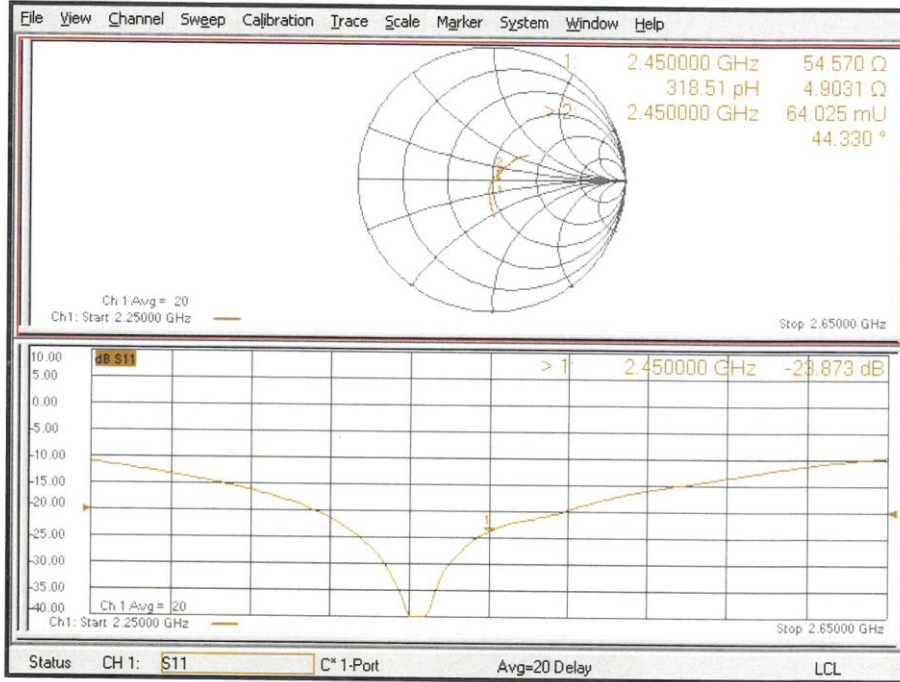 File View Channel Sweep Calibration Trace Scale Marker System Window Help
1: 2.450000 GHz 54.570 Ω
318.51 pH 4.9031 Ω
> 2: 2.450000 GHz 64.025 mU
44.330 °
2
1
Ch 1 Avg = 20
Ch1: Start 2.25000 GHz
Stop 2.65000 GHz
10.00
dB S11
> 1: 2.450000 GHz -23.873 dB
5.00
0.00
-5.00
-10.00
-15.00
-20.00
1
-25.00
-30.00
-35.00
-40.00
Ch 1 Avg = 20
Ch1: Start 2.25000 GHz
Stop 2.65000 GHz
Status CH 1: S11 C* 1-Port Avg=20 Delay LCL